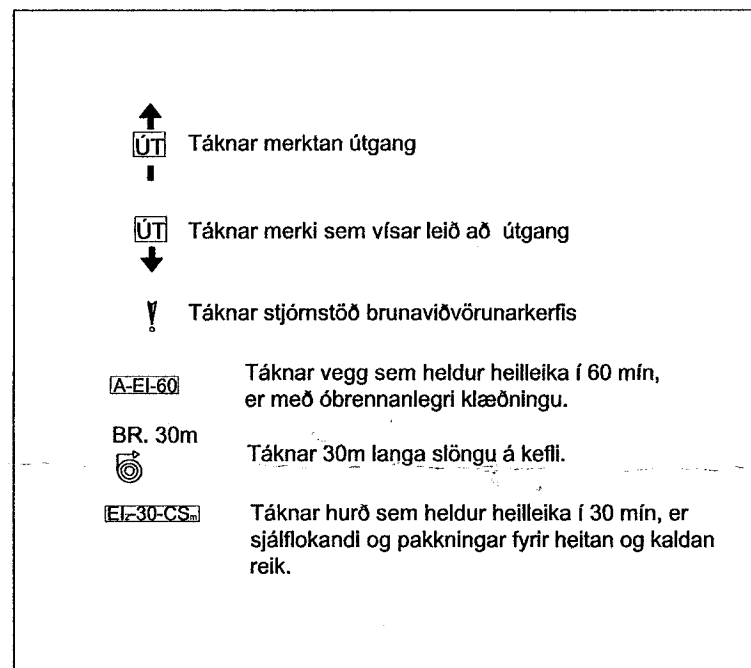 ÚT Táknar merktan útgang
ÚT Táknar merki sem vísar leið að útgang
Táknar stjórnstöð brunaviðvörunarkerfis
A-EI-60 Táknar vegg sem heldur heilleika í 60 mín,
er með óbrennanlegri klæðningu.
BR. 30m
Táknar 30m langa slöngu á kefli.
EI₂-30-CSₘ Táknar hurð sem heldur heilleika í 30 mín, er
sjálflokandi og pakkningar fyrir heitan og kaldan
reik.